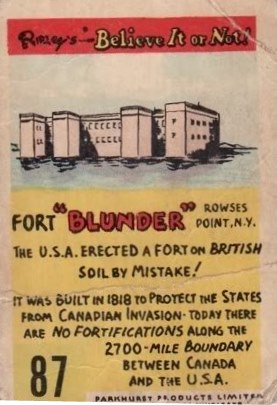 Ripley's— Believe It or Not!
FORT "BLUNDER" ROWSES
POINT, N.Y.
THE U.S.A. ERECTED A FORT ON BRITISH
SOIL BY MISTAKE!
IT WAS BUILT IN 1818 TO PROTECT THE STATES
FROM CANADIAN INVASION - TODAY THERE
ARE NO FORTIFICATIONS ALONG THE
2700-MILE BOUNDARY
BETWEEN CANADA
AND THE U.S.A.
87
PARKHURST PRODUCTS LIMITED